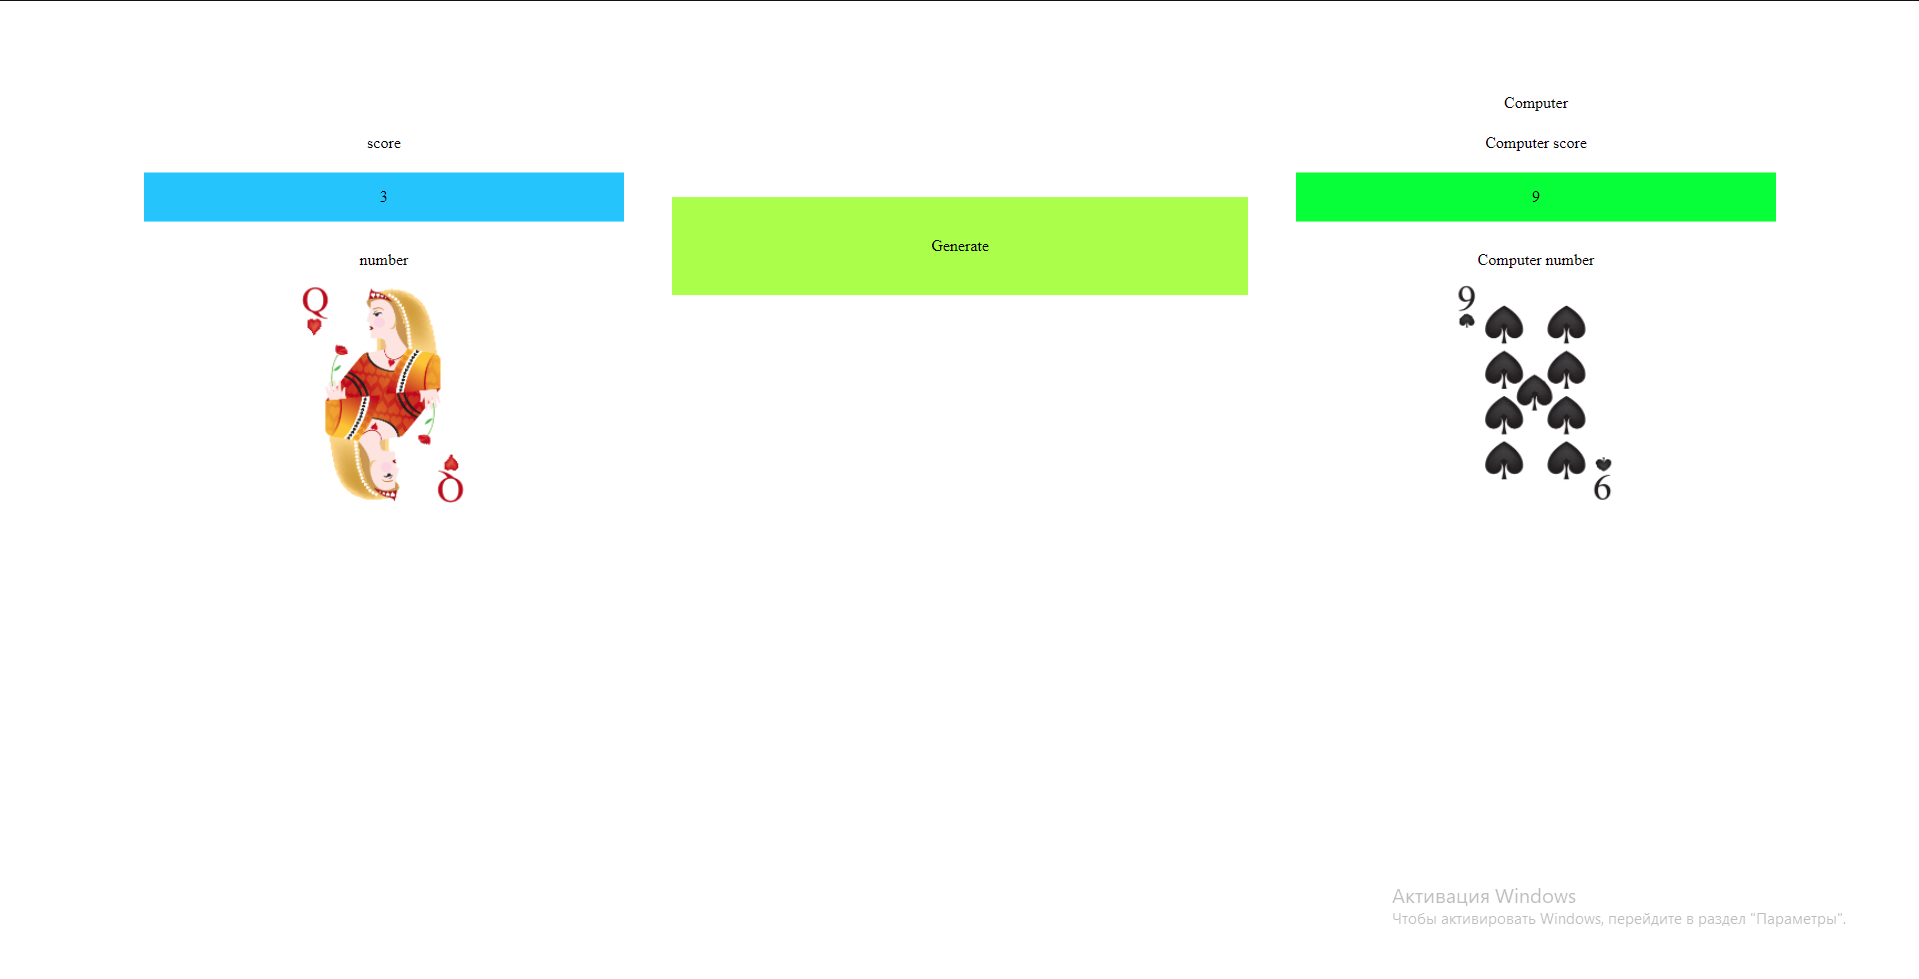 score
3
number
Q
Q
Generate
Computer
Computer score
9
Computer number
9
9
Активация Windows
Чтобы активировать Windows, перейдите в раздел "Параметры".